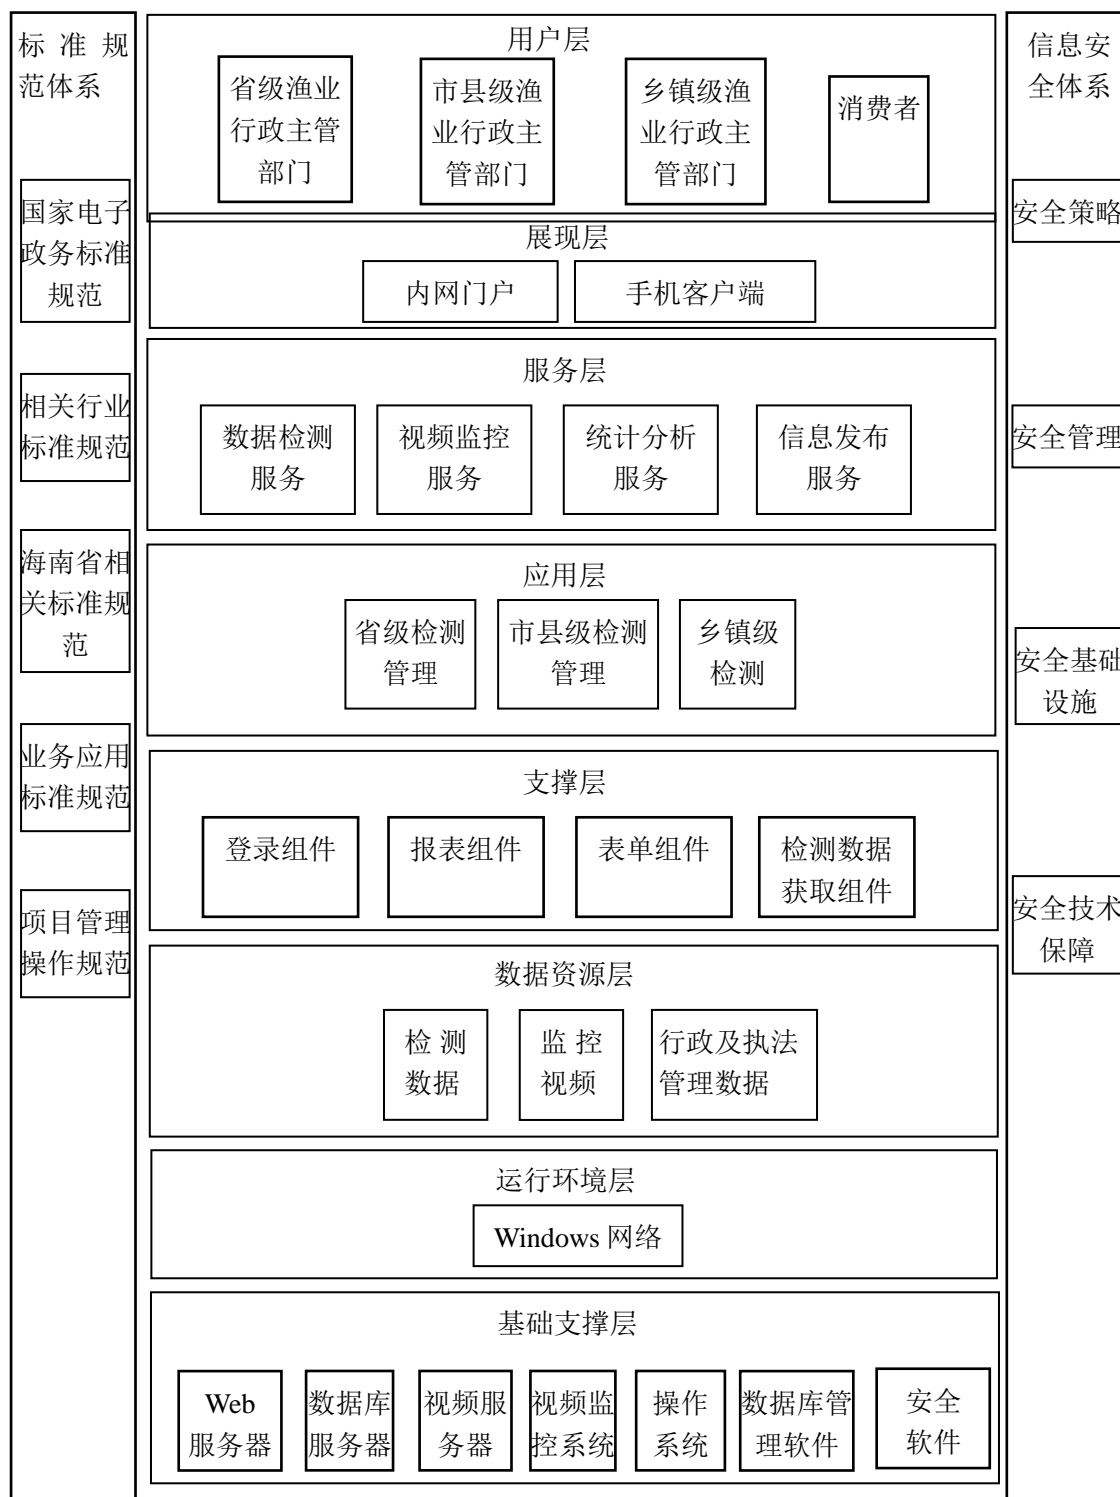 标 准 规
范体系
国家电子
政务标准
规范
相关行业
标准规范
海南省相
关标准规
范
业务应用
标准规范
项目管理
操作规范
用户层
省级渔业
行政主管
部门
市县级渔
业行政主
管部门
乡镇级渔
业行政主
管部门
消费者
展现层
内网门户
手机客户端
服务层
数据检测
服务
视频监控
服务
统计分析
服务
信息发布
服务
应用层
省级检测
管理
市县级检测
管理
乡镇级
检测
支撑层
登录组件
报表组件
表单组件
检测数据
获取组件
数据资源层
检 测
数据
监 控
视频
行政及执法
管理数据
运行环境层
Windows 网络
基础支撑层
Web
服务器
数据库
服务器
视频服
务器
视频监
控系统
操作
系统
数据库管
理软件
安全
软件
信息安
全体系
安全策略
安全管理
安全基础
设施
安全技术
保障